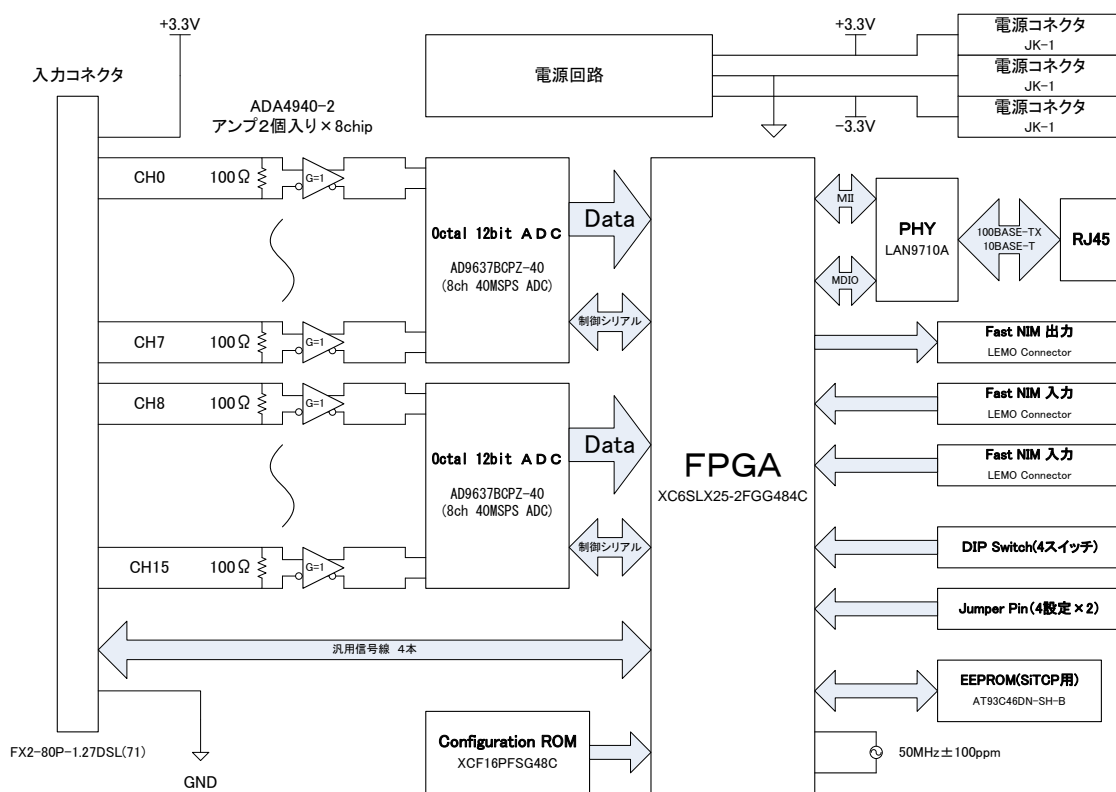 +3.3V
入力コネクタ
ADA4940-2
アンプ2個入り×8chip
電源回路
+3.3V
-3.3V
電源コネクタ
JK-1
電源コネクタ
JK-1
電源コネクタ
JK-1
CH0 100Ω G=1
CH7 100Ω G=1
Octal 12bit ADC
AD9637BCPZ-40
(8ch 40MSPS ADC)
Data
制御シリアル
CH8 100Ω G=1
CH15 100Ω G=1
Octal 12bit ADC
AD9637BCPZ-40
(8ch 40MSPS ADC)
Data
制御シリアル
FPGA
XC6SLX25-2FGG484C
MII
MDIO
PHY
LAN9710A
100BASE-TX
10BASE-T
RJ45
Fast NIM 出力
LEMO Connector
Fast NIM 入力
LEMO Connector
Fast NIM 入力
LEMO Connector
DIP Switch(4スイッチ)
Jumper Pin(4設定×2)
EEPROM(SiTCP用)
AT93C46DN-SH-B
50MHz±100ppm
汎用信号線 4本
Configuration ROM
XCF16PFSG48C
FX2-80P-1.27DSL(71)
GND